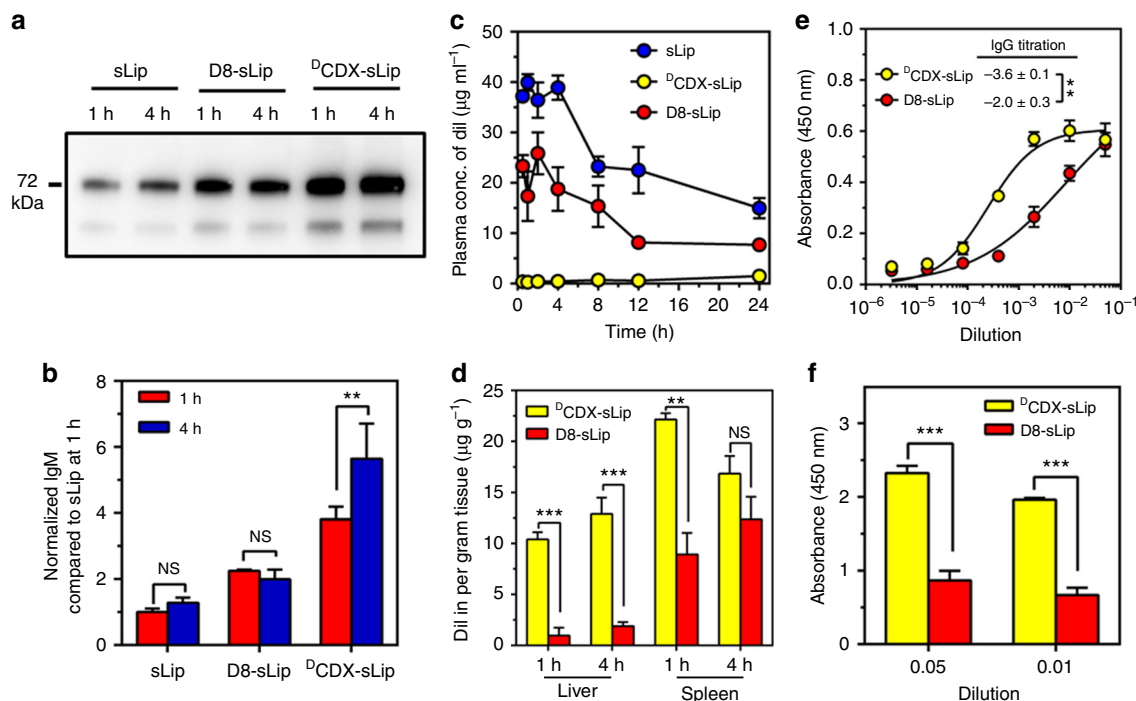 a
sLip D8-sLip ᴰCDX-sLip
1 h 4 h 1 h 4 h 1 h 4 h
72
kDa
b
Normalized IgM
compared to sLip at 1 h
8
6
4
2
0
1 h
4 h
NS
NS
**
sLip D8-sLip ᴰCDX-sLip
c
Plasma conc. of dil (µg ml⁻¹)
50
40
30
20
10
0
sLip
ᴰCDX-sLip
D8-sLip
0 4 8 12 16 20 24
Time (h)
d
Dil in per gram tissue (µg g⁻¹)
25
20
15
10
5
0
ᴰCDX-sLip
D8-sLip
***
***
**
NS
1 h 4 h 1 h 4 h
Liver Spleen
e
Absorbance (450 nm)
1.0
0.8
0.6
0.4
0.2
0.0
IgG titration
ᴰCDX-sLip –3.6 ± 0.1
D8-sLip –2.0 ± 0.3
**
10⁻⁶ 10⁻⁵ 10⁻⁴ 10⁻³ 10⁻² 10⁻¹
Dilution
f
Absorbance (450 nm)
3
2
1
0
ᴰCDX-sLip
D8-sLip
***
***
0.05 0.01
Dilution